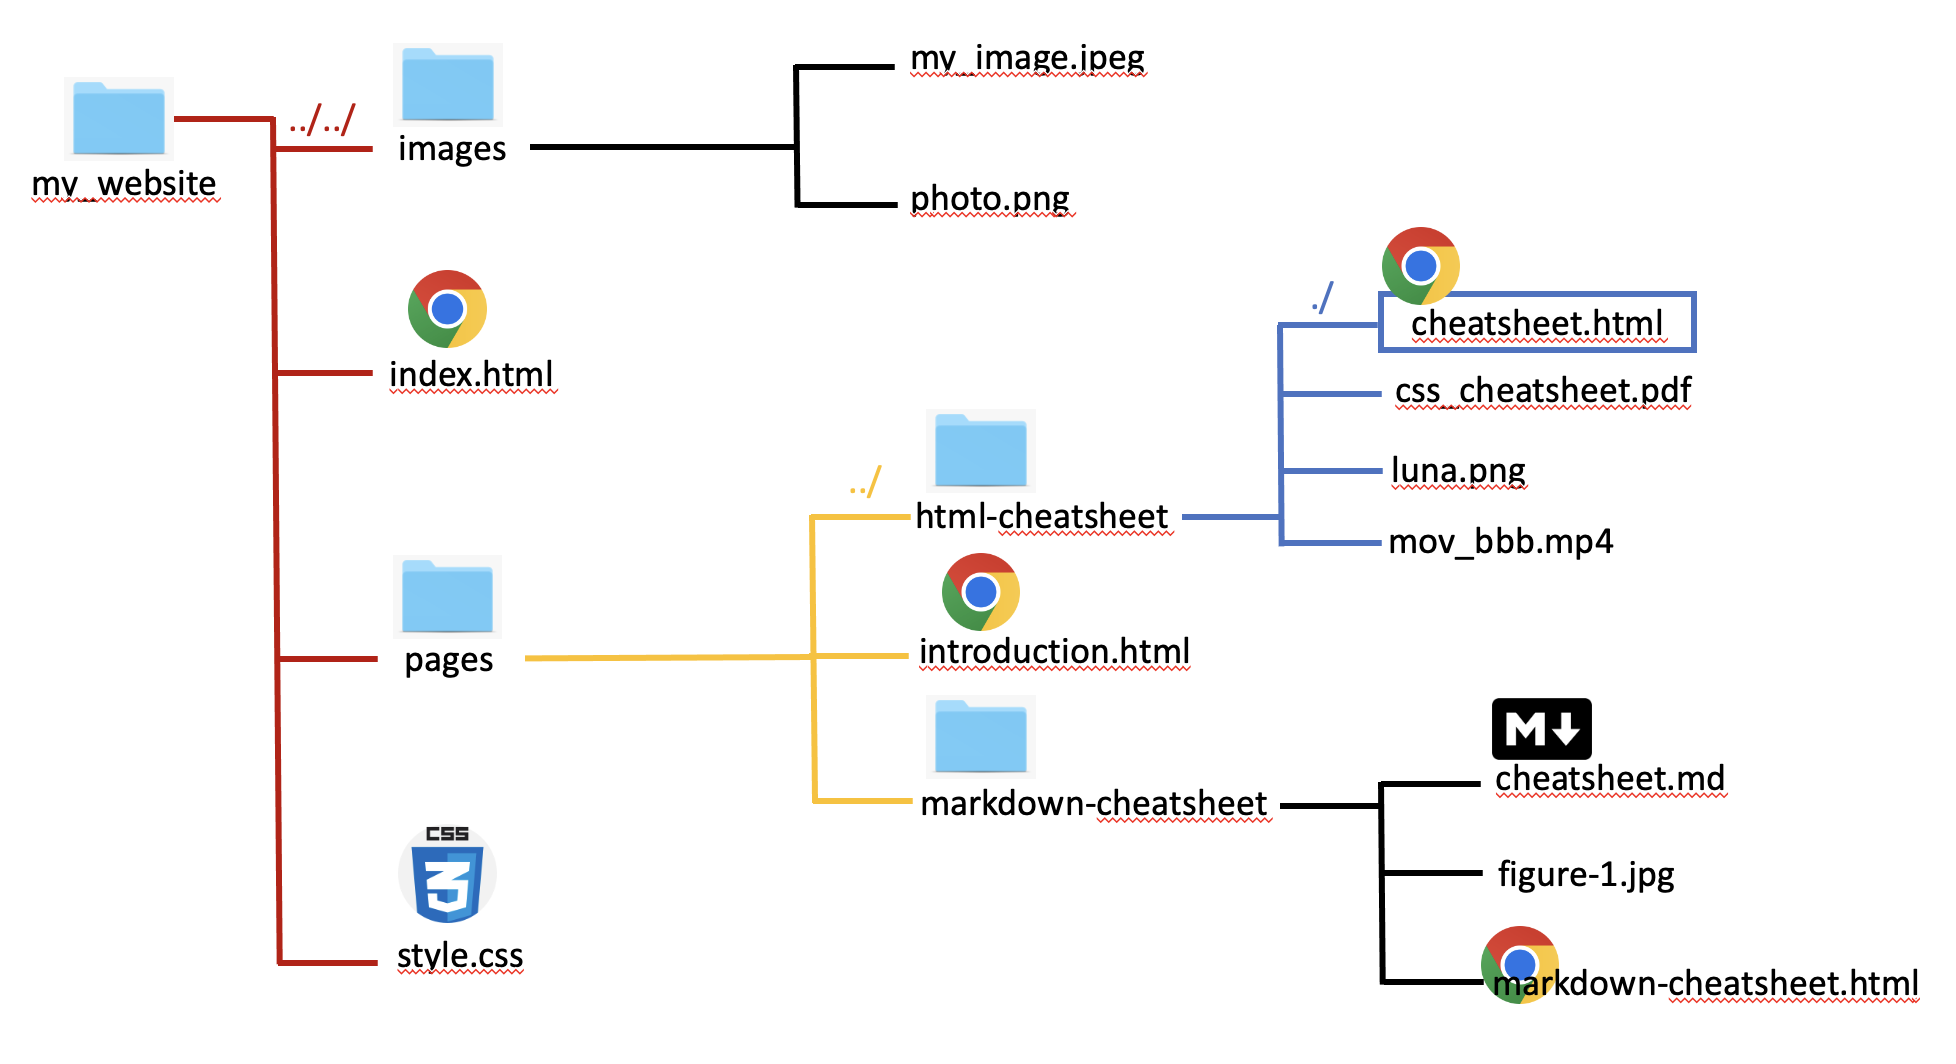 my_image.jpeg
../../
images
my_website
photo.png
./
cheatsheet.html
index.html
css_cheatsheet.pdf
../
luna.png
html-cheatsheet
mov_bbb.mp4
introduction.html
pages
M
cheatsheet.md
markdown-cheatsheet
CSS
3
figure-1.jpg
style.css
markdown-cheatsheet.html